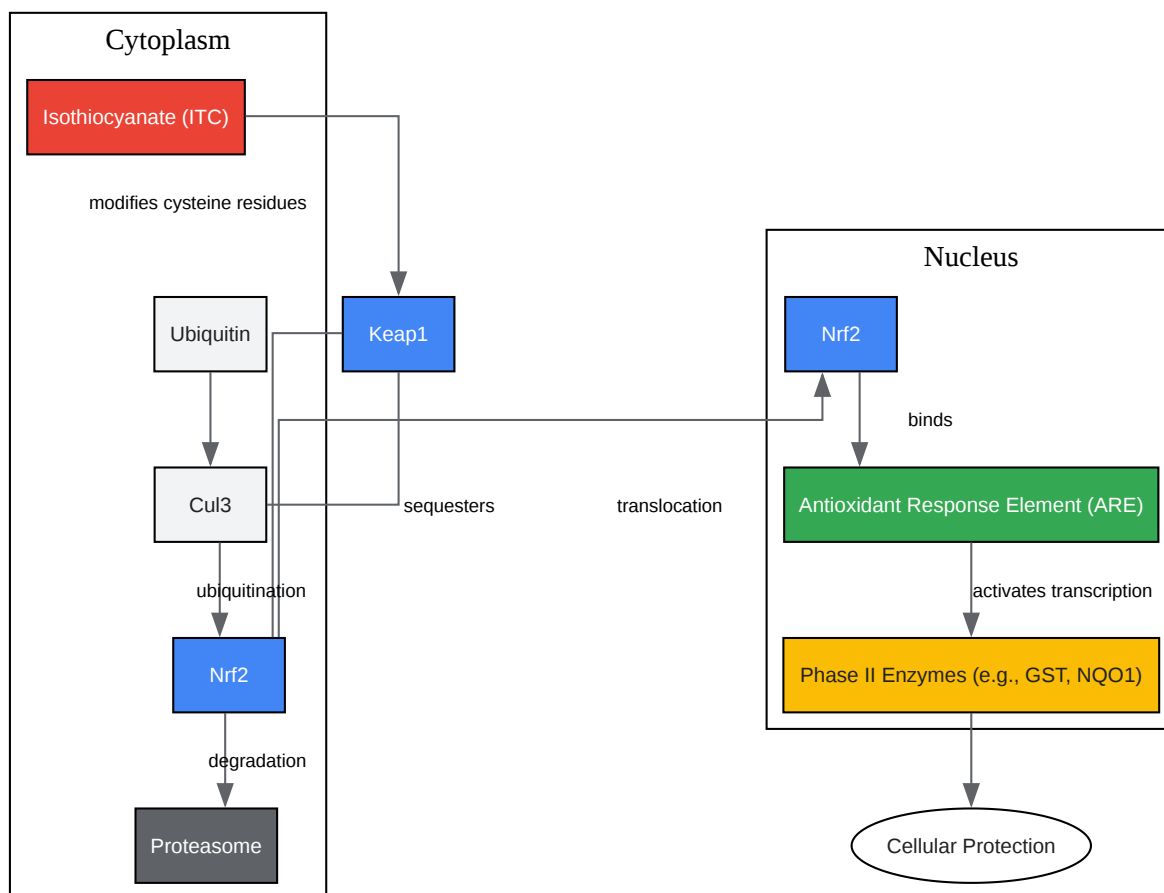 Cytoplasm
Isothiocyanate (ITC)
modifies cysteine residues
Nucleus
Ubiquitin
Keap1
Nrf2
binds
Cul3
sequesters
translocation
Antioxidant Response Element (ARE)
ubiquitination
activates transcription
Nrf2
Phase II Enzymes (e.g., GST, NQO1)
degradation
Proteasome
Cellular Protection